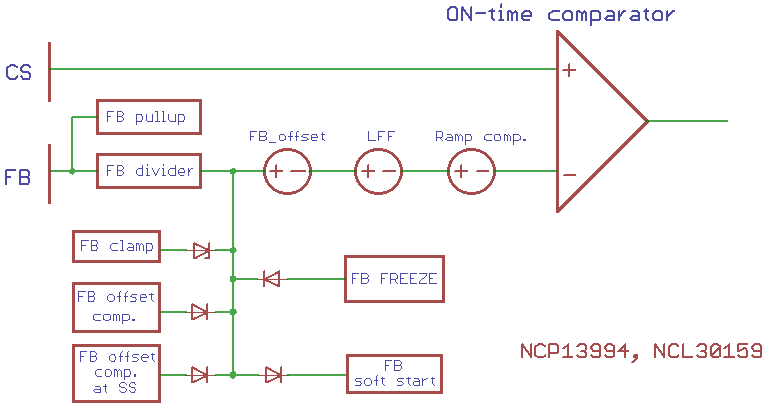 ON-time comparator
CS
FB pullup
FB_offset
LFF
Ramp comp.
FB
FB divider
FB clamp
FB FREEZE
FB offset
comp.
NCP13994, NCL30159
FB offset
comp.
at SS
FB
soft start